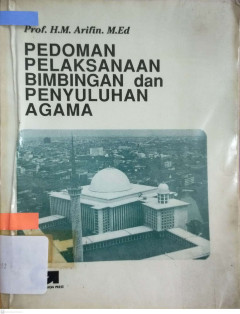 Prof. H.M. Arifin. M.Ed
PEDOMAN
PELAKSANAAN
BIMBINGAN dan
PENYULUHAN
AGAMA